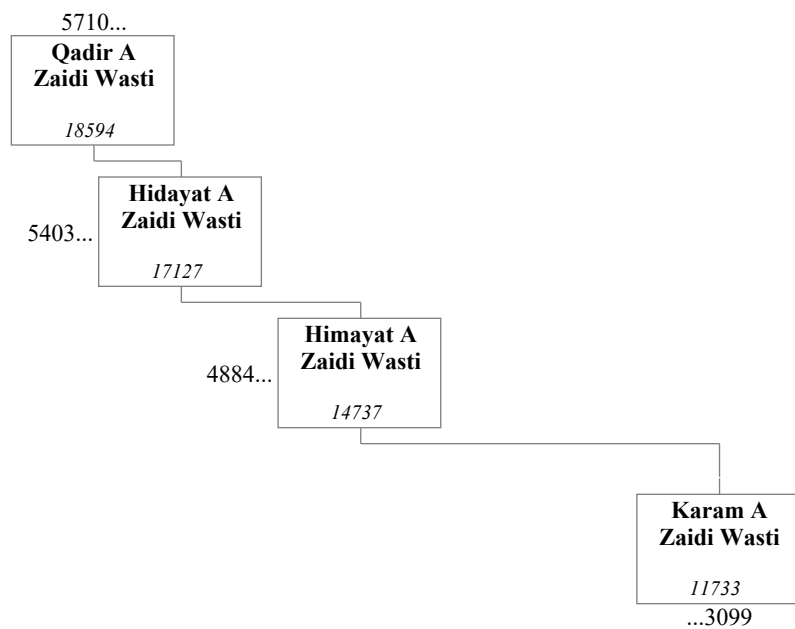 5710...
Qadir A
Zaidi Wasti
18594
Hidayat A
Zaidi Wasti
5403...
17127
Himayat A
Zaidi Wasti
4884...
14737
Karam A
Zaidi Wasti
11733
...3099